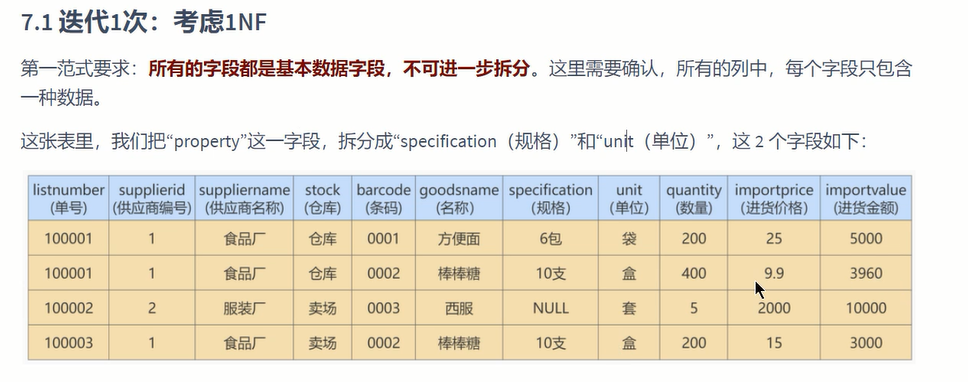 7.1 迭代1次：考虑1NF
第一范式要求：所有的字段都是基本数据字段，不可进一步拆分。这里需要确认，所有的列中，每个字段只包含
一种数据。
这张表里，我们把“property”这一字段，拆分成“specification（规格）”和“unit（单位）”，这 2 个字段如下：
listnumber supplierid suppliername stock barcode goodsname specification unit quantity importprice importvalue
(单号) (供应商编号) (供应商名称) (仓库) (条码) (名称) (规格) (单位) (数量) (进货价格) (进货金额)
100001 1 食品厂 仓库 0001 方便面 6包 袋 200 25 5000
100001 1 食品厂 仓库 0002 棒棒糖 10支 盒 400 9.9 3960
100002 2 服装厂 卖场 0003 西服 NULL 套 5 2000 10000
100003 1 食品厂 卖场 0002 棒棒糖 10支 盒 200 15 3000